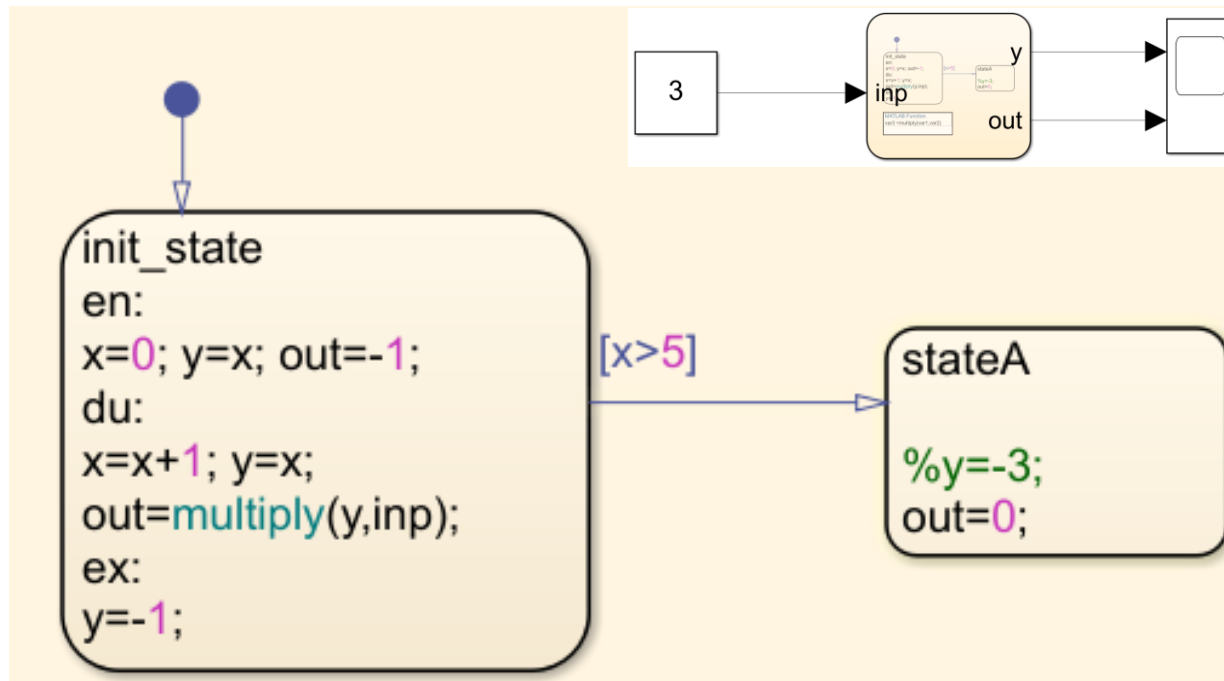 3
inp
y
out
init_state
en:
x=0; y=x; out=-1;
du:
x=x+1; y=x;
out=multiply(y,inp);
ex:
y=-1;
[x>5]
stateA
%y=-3;
out=0;